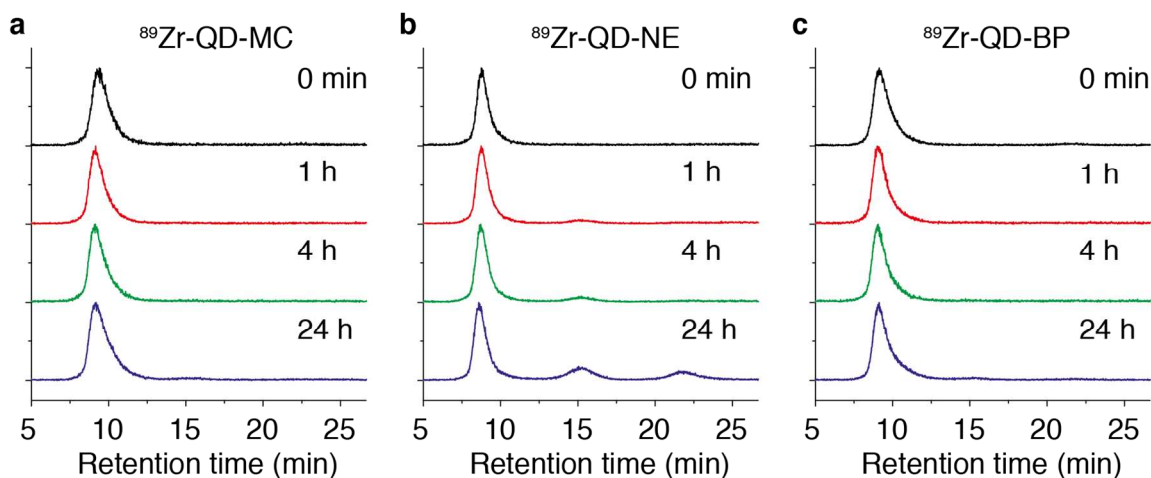 a
⁸⁹Zr-QD-MC
0 min
1 h
4 h
24 h
5 10 15 20 25
Retention time (min)
b
⁸⁹Zr-QD-NE
0 min
1 h
4 h
24 h
5 10 15 20 25
Retention time (min)
c
⁸⁹Zr-QD-BP
0 min
1 h
4 h
24 h
5 10 15 20 25
Retention time (min)